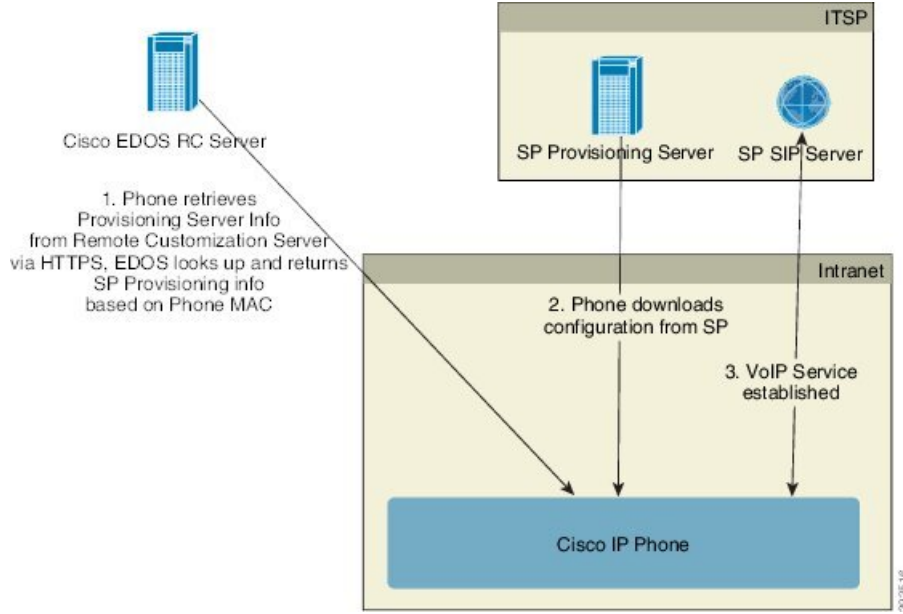 ITSP
Cisco EDOS RC Server
SP Provisioning Server
SP SIP Server
1. Phone retrieves
Provisioning Server Info
from Remote Customization Server
via HTTPS, EDOS looks up and returns
SP Provisioning info
based on Phone MAC
Intranet
2. Phone downloads
configuration from SP
3. VoIP Service
established
Cisco IP Phone